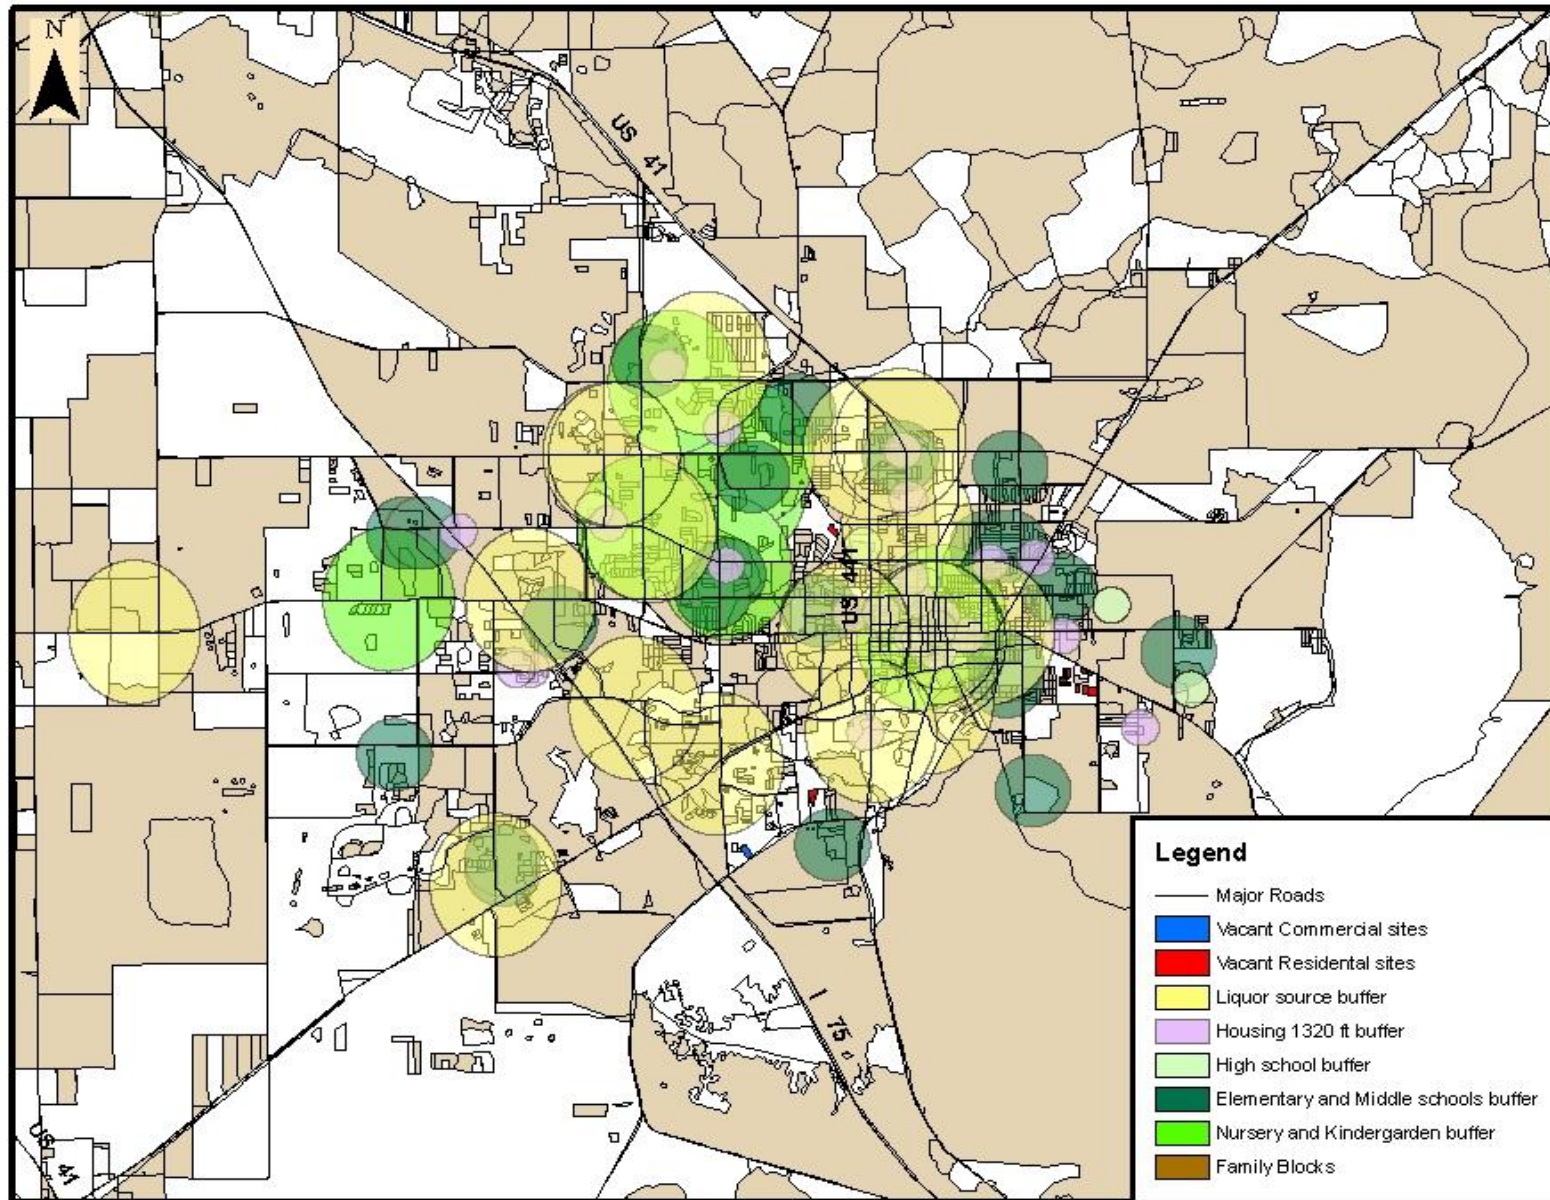 N
US 41
US 441
I 75
US 41
Legend
Major Roads
Vacant Commercial sites
Vacant Residental sites
Liquor source buffer
Housing 1320 ft buffer
High school buffer
Elementary and Middle schools buffer
Nursery and Kindergarden buffer
Family Blocks